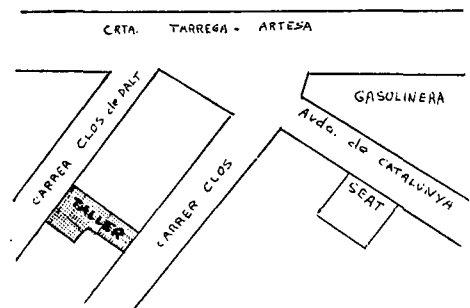 CRTA. TARREGA - ARTESA
CARRER CLOS de DALT
GASOLINERA
Avda. de CATALUNYA
SEAT
CARRER CLOS
TALLER